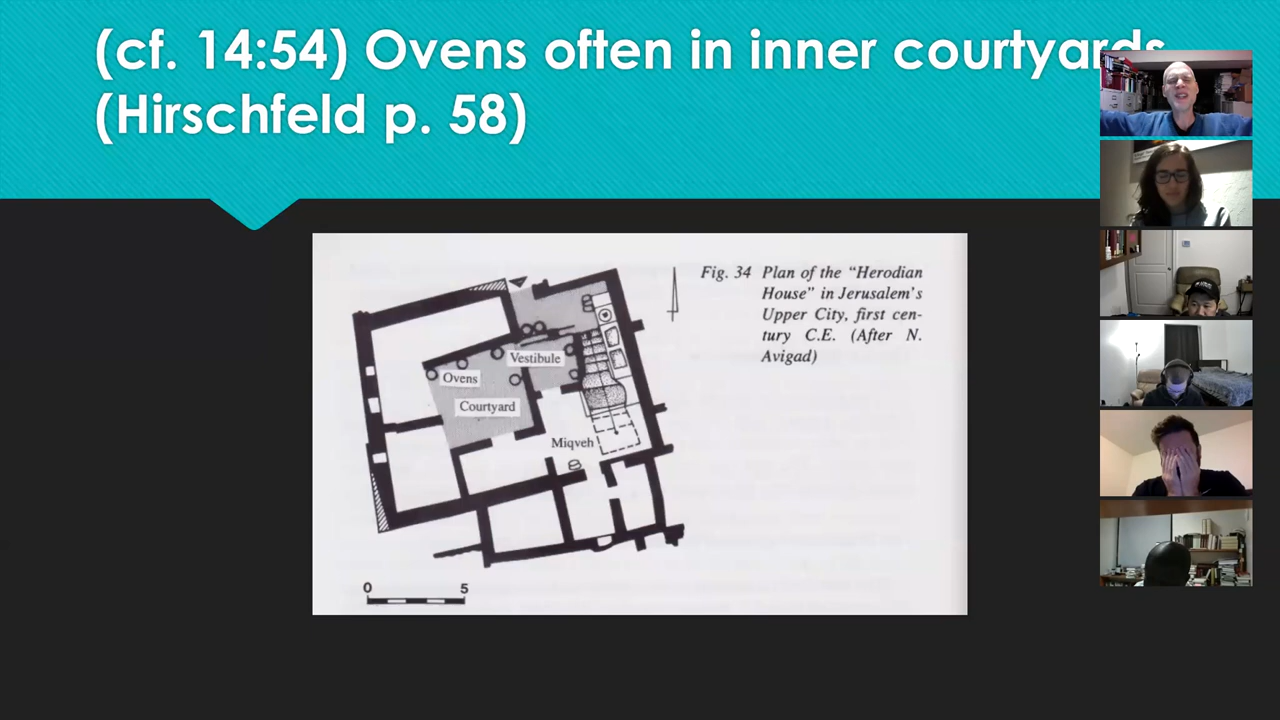 (cf. 14:54) Ovens often in inner courtyards
(Hirschfeld p. 58)
Fig. 34 Plan of the “Herodian
House” in Jerusalem’s
Upper City, first cen-
tury C.E. (After N.
Avigad)
Vestibule
Ovens
Courtyard
Miqveh
0 5